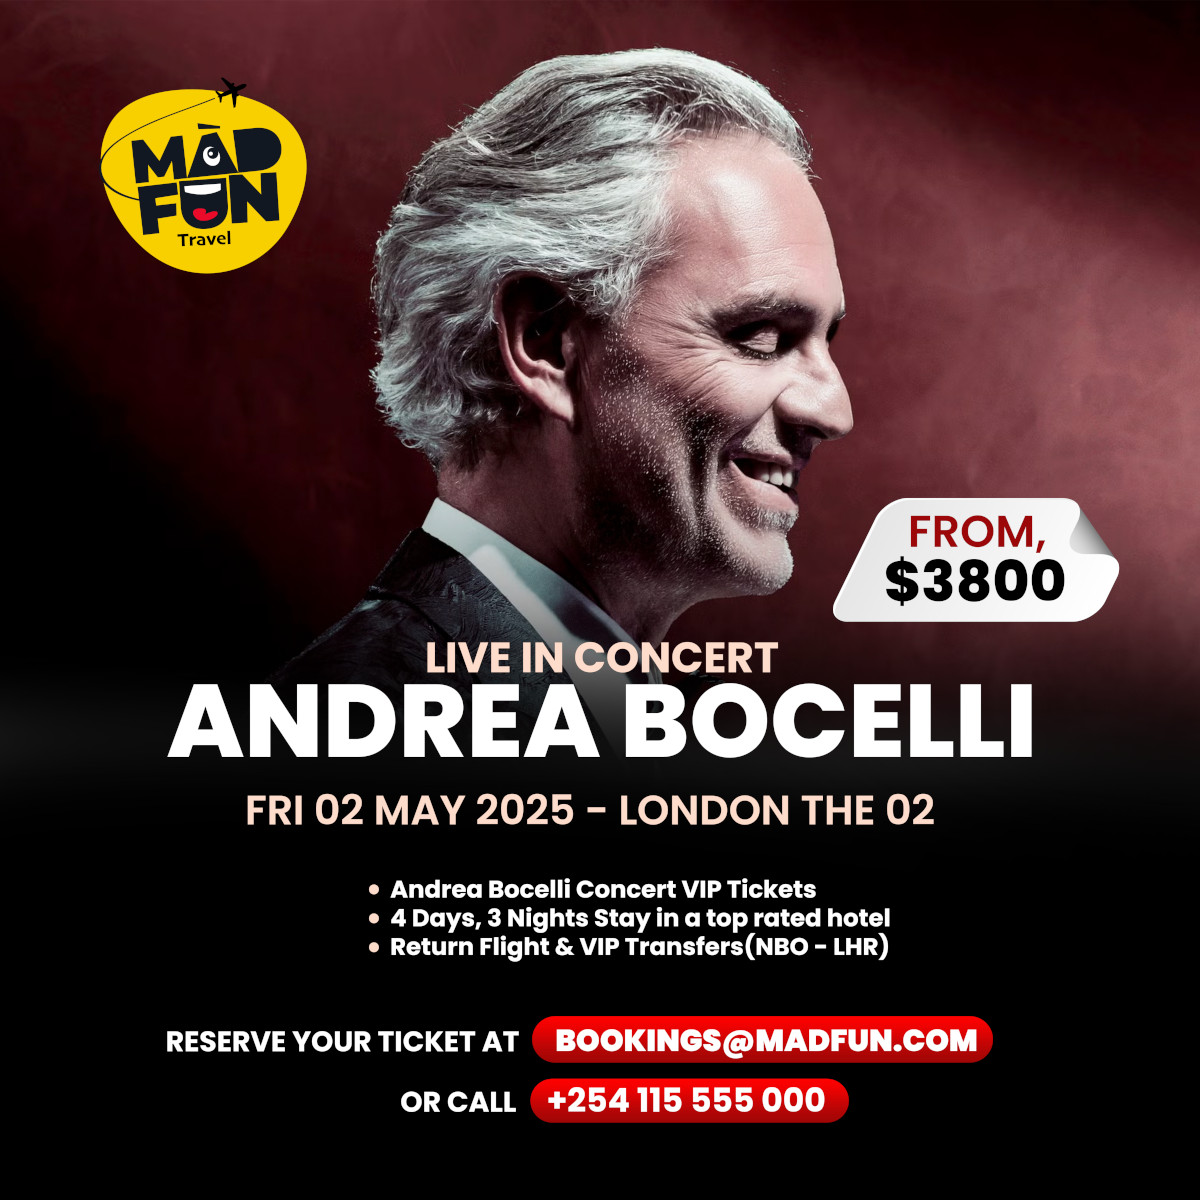 MÀD
FUN
Travel
FROM,
$3800
LIVE IN CONCERT
ANDREA BOCELLI
FRI 02 MAY 2025 - LONDON THE 02
• Andrea Bocelli Concert VIP Tickets
• 4 Days, 3 Nights Stay in a top rated hotel
• Return Flight & VIP Transfers(NBO - LHR)
RESERVE YOUR TICKET AT BOOKINGS@MADFUN.COM
OR CALL +254 115 555 000